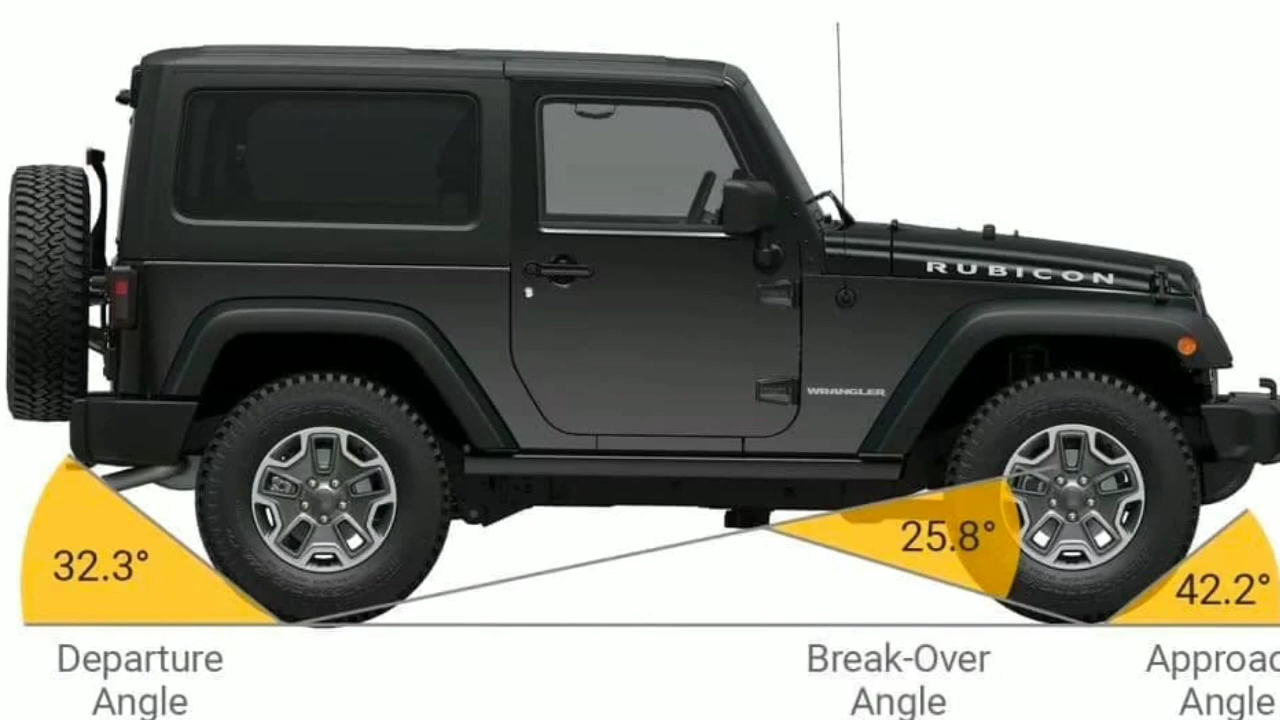 RUBICON
WRANGLER
32.3°
25.8°
42.2°
Departure
Angle
Break-Over
Angle
Approac
Angle